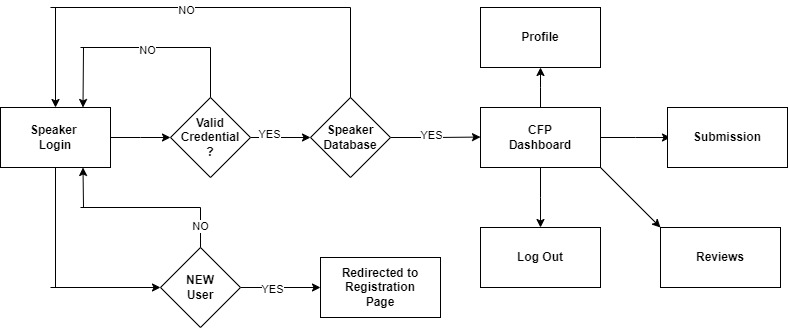 NO
Profile
NO
Speaker
Login
Valid
Credential
?
YES
Speaker
Database
YES
CFP
Dashboard
Submission
NO
NEW
User
YES
Redirected to
Registration
Page
Log Out
Reviews